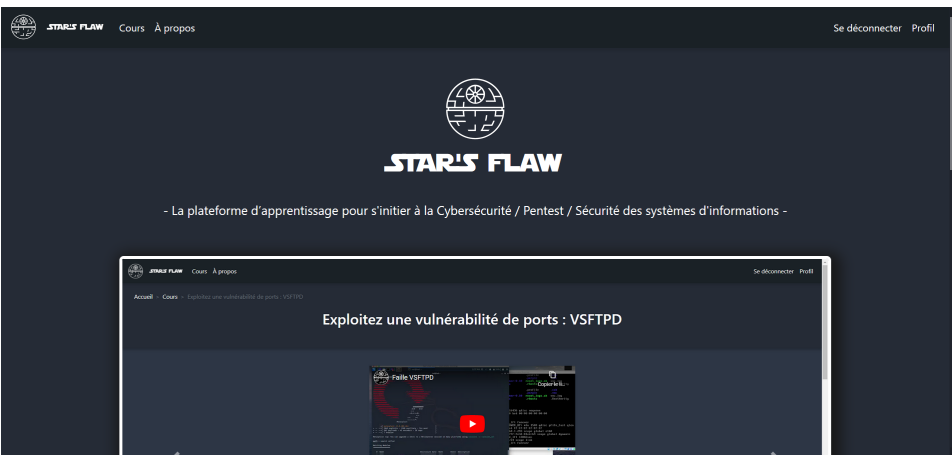 STAR'S FLAW Cours À propos Se déconnecter Profil
STAR'S FLAW
- La plateforme d'apprentissage pour s'initier à la Cybersécurité / Pentest / Sécurité des systèmes d'informations -
STAR'S FLAW Cours À propos Se déconnecter Profil
Accueil - Cours - Exploitez une vulnérabilité de ports : VSFTPD
Exploitez une vulnérabilité de ports : VSFTPD
Faille VSFTPD
Copier le li...